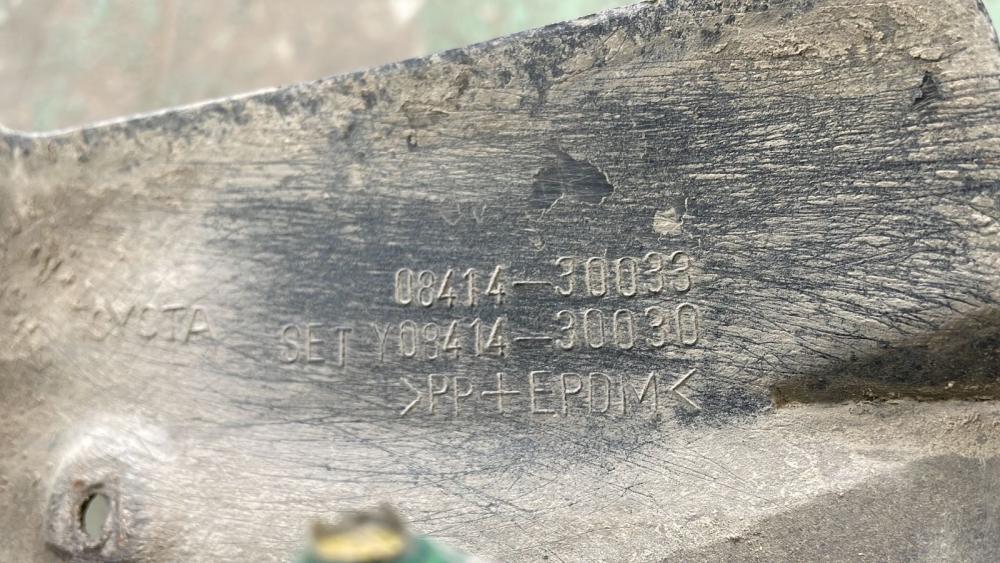 08414-30033
TOYOTA
SET Y08414-30030
>PP+EPDM<